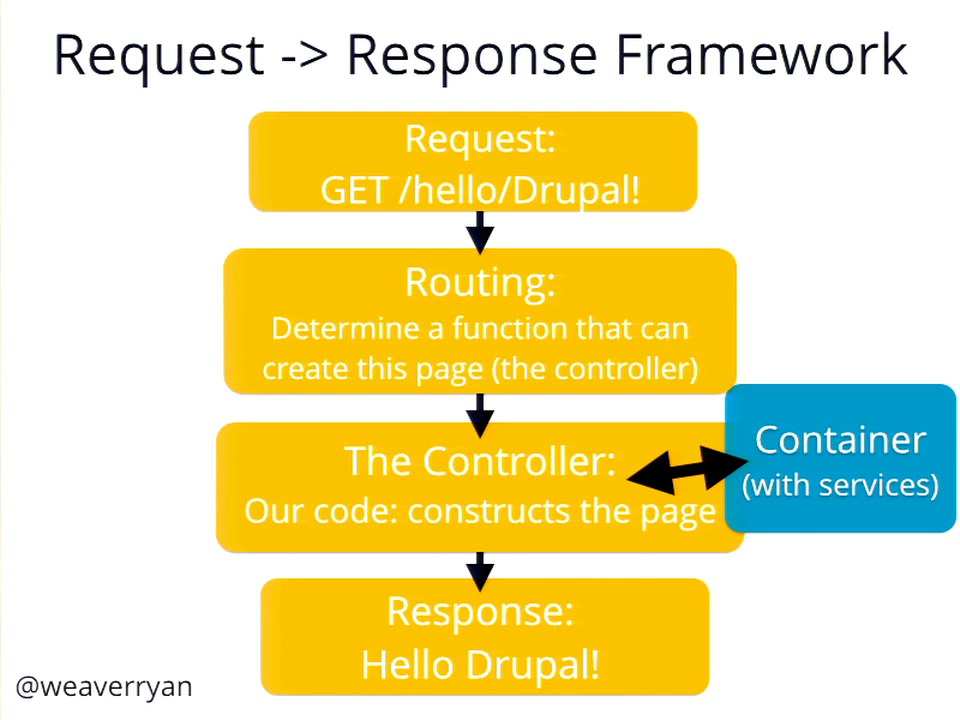 Request -> Response Framework
Request:
GET /hello/Drupal!
Routing:
Determine a function that can
create this page (the controller)
The Controller:
Our code: constructs the page
Container
(with services)
Response:
Hello Drupal!
@weaverryan